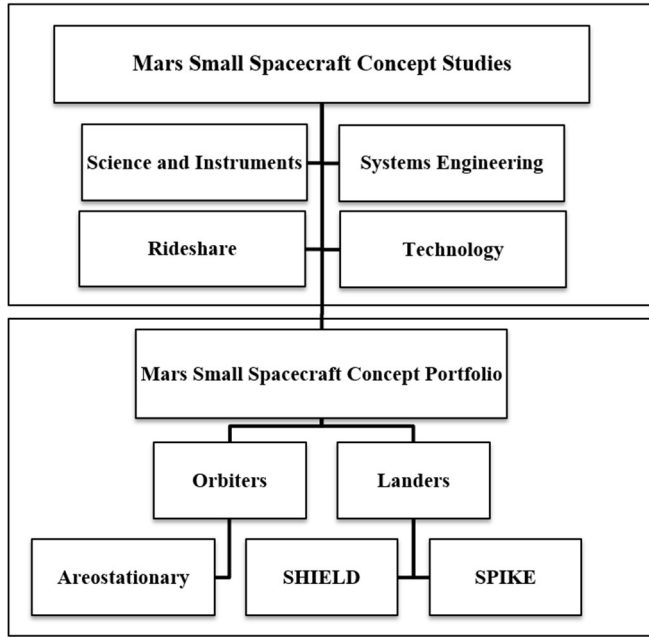 Mars Small Spacecraft Concept Studies
Science and Instruments
Systems Engineering
Rideshare
Technology
Mars Small Spacecraft Concept Portfolio
Orbiters
Landers
Areostationary
SHIELD
SPIKE